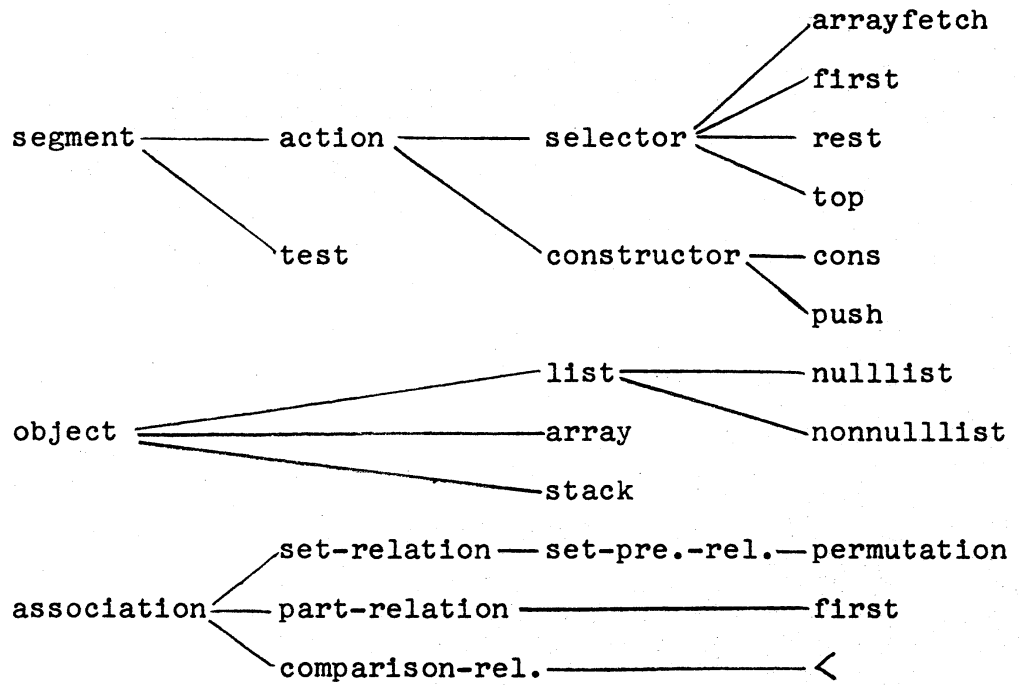 arrayfetch
first
segment action selector rest
top
test constructor cons
push
list nulllist
object array nonnulllist
stack
set-relation set-pre.-rel. permutation
association part-relation first
comparison-rel. <